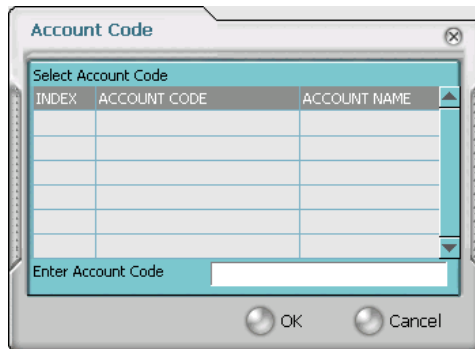 Account Code
Select Account Code
INDEX ACCOUNT CODE ACCOUNT NAME
Enter Account Code
OK Cancel